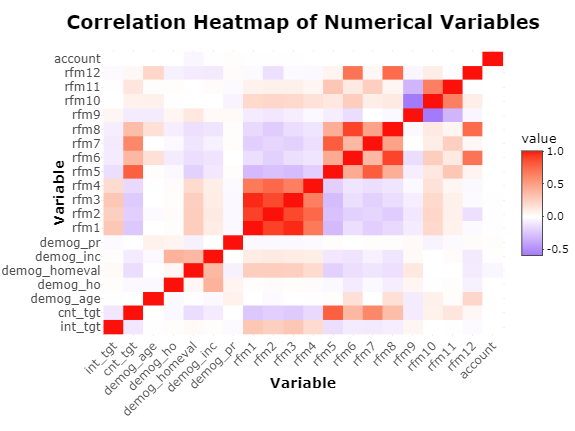 Correlation Heatmap of Numerical Variables
account
rfm12
rfm11
rfm10
rfm9
rfm8
rfm7
rfm6
rfm5
rfm4
rfm3
rfm2
rfm1
demog_pr
demog_inc
demog_homeval
demog_ho
demog_age
cnt_tgt
int_tgt
Variable
int_tgt
cnt_tgt
demog_age
demog_ho
demog_homeval
demog_inc
demog_pr
rfm1
rfm2
rfm3
rfm4
rfm5
rfm6
rfm7
rfm8
rfm9
rfm10
rfm11
rfm12
account
Variable
value
1.0
0.5
0.0
−0.5